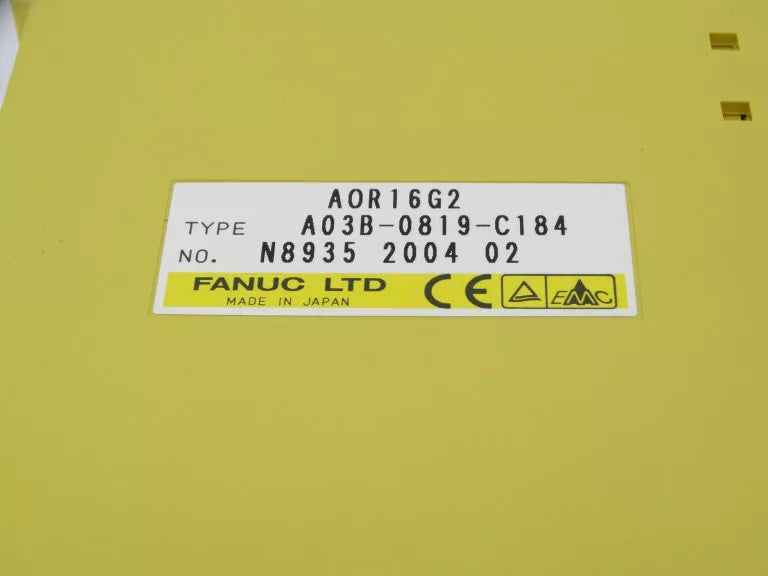 AOR16G2
TYPE A03B-0819-C184
NO. N8935 2004 02
FANUC LTD
MADE IN JAPAN
CE
EMC